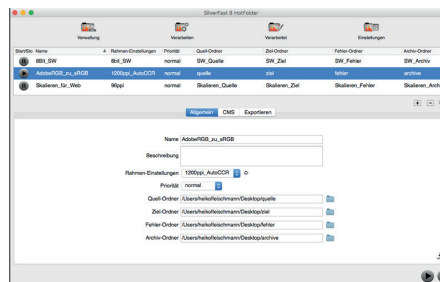 SilverFast 8 HotFolder
Verwaltung Verarbeiten Verarbeitet Einstellungen
Start/Sto Name Rahmen-Einstellungen Priorität Quell-Ordner Ziel-Ordner Fehler-Ordner Archiv-Ordner
8Bit_SW 8bit_SW normal SW_Quelle SW_Ziel SW_Fehler SW_Archiv
AdobeRGB_zu_sRGB 1200ppi_AutoCCR normal quelle ziel fehler archive
Skalieren_für_Web 96ppi normal Skalieren_Quelle Skalieren_Ziel Skalieren_Fehler Skalieren_Arch
Allgemein CMS Exportieren
Name AdobeRGB_zu_sRGB
Beschreibung
Rahmen-Einstellungen 1200ppi_AutoCCR
Priorität normal
Quell-Ordner /Users/heikofleischmann/Desktop/quelle
Ziel-Ordner /Users/heikofleischmann/Desktop/ziel
Fehler-Ordner /Users/heikofleischmann/Desktop/fehler
Archiv-Ordner /Users/heikofleischmann/Desktop/archive